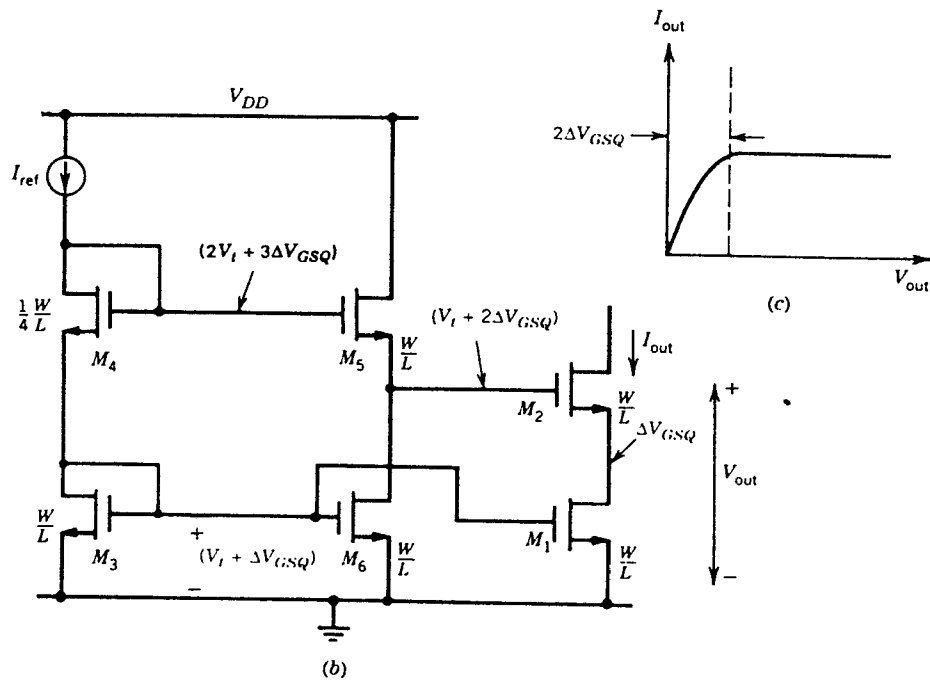 V_DD
I_ref
(2V_t + 3ΔV_GSQ)
1/4 W/L
M_4
M_5
W/L
(V_t + 2ΔV_GSQ)
I_out
M_2
W/L
+
ΔV_GSQ
V_out
W/L
M_3
+
(V_t + ΔV_GSQ)
−
M_6
W/L
M_1
W/L
−
(b)
I_out
2ΔV_GSQ
V_out
(c)